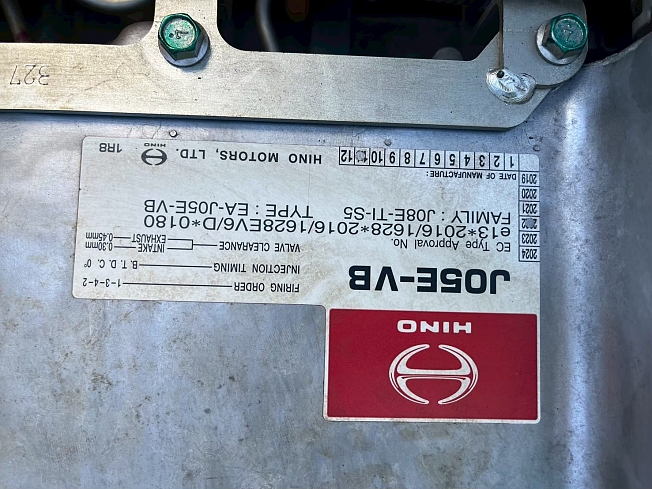 HINO
J05E-VB
FIRING ORDER 1-3-4-2
INJECTION TIMING B. T. D. C. 0°
VALVE CLEARANCE INTAKE 0.30mm
EXHAUST 0.45mm
EC Type Approval No.
e13*2016/1628*2016/1628EV6/D*0180
FAMILY : J08E-TI-S5 TYPE : EA-J05E-VB
2024
2023
2022
2021
2020
2019
DATE OF MANUFACTURE:
1 2 3 4 5 6 7 8 9 10 11 12
HINO MOTORS, LTD.
HINO
1R8
327